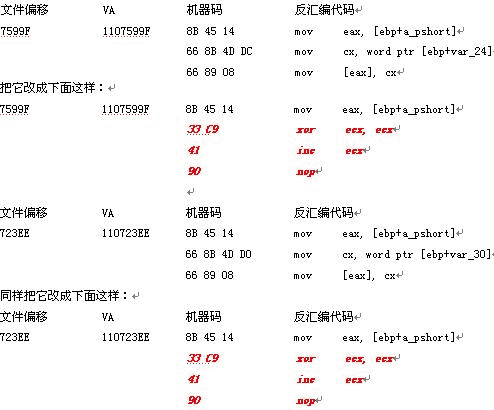 文件偏移 VA 机器码 反汇编代码
7599F 1107599F 8B 45 14 mov eax, [ebp+a_pshort]
66 8B 4D DC mov cx, word ptr [ebp+var_24]
66 89 08 mov [eax], cx
把它改成下面这样：
7599F 1107599F 8B 45 14 mov eax, [ebp+a_pshort]
33 C9 xor ecx, ecx
41 inc ecx
90 nop
文件偏移 VA 机器码 反汇编代码
723EE 110723EE 8B 45 14 mov eax, [ebp+a_pshort]
66 8B 4D D0 mov cx, word ptr [ebp+var_30]
66 89 08 mov [eax], cx
同样把它改成下面这样：
文件偏移 VA 机器码 反汇编代码
723EE 110723EE 8B 45 14 mov eax, [ebp+a_pshort]
33 C9 xor ecx, ecx
41 inc ecx
90 nop